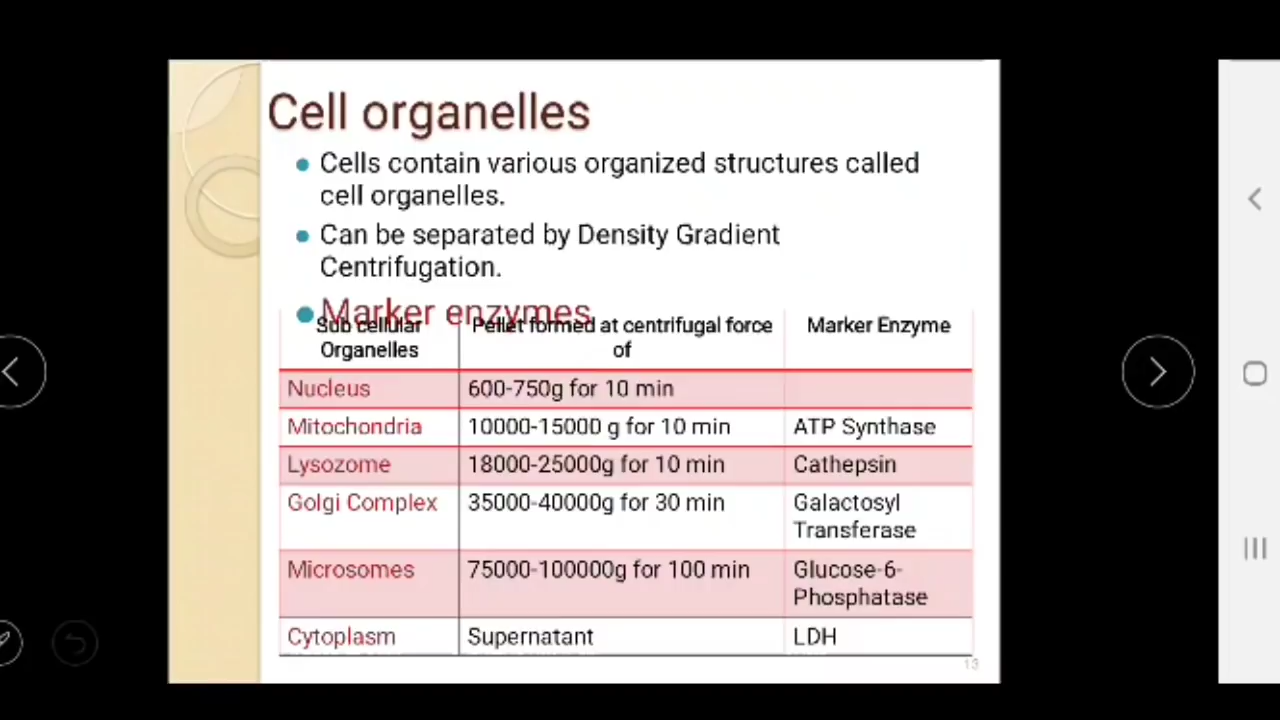 Cell organelles
Cells contain various organized structures called
cell organelles.
Can be separated by Density Gradient
Centrifugation.
Marker enzymes
Sub cellular
Organelles
Pellet formed at centrifugal force
of
Marker Enzyme
Nucleus
600-750g for 10 min
Mitochondria
10000-15000 g for 10 min
ATP Synthase
Lysozome
18000-25000g for 10 min
Cathepsin
Golgi Complex
35000-40000g for 30 min
Galactosyl
Transferase
Microsomes
75000-100000g for 100 min
Glucose-6-
Phosphatase
Cytoplasm
Supernatant
LDH
13